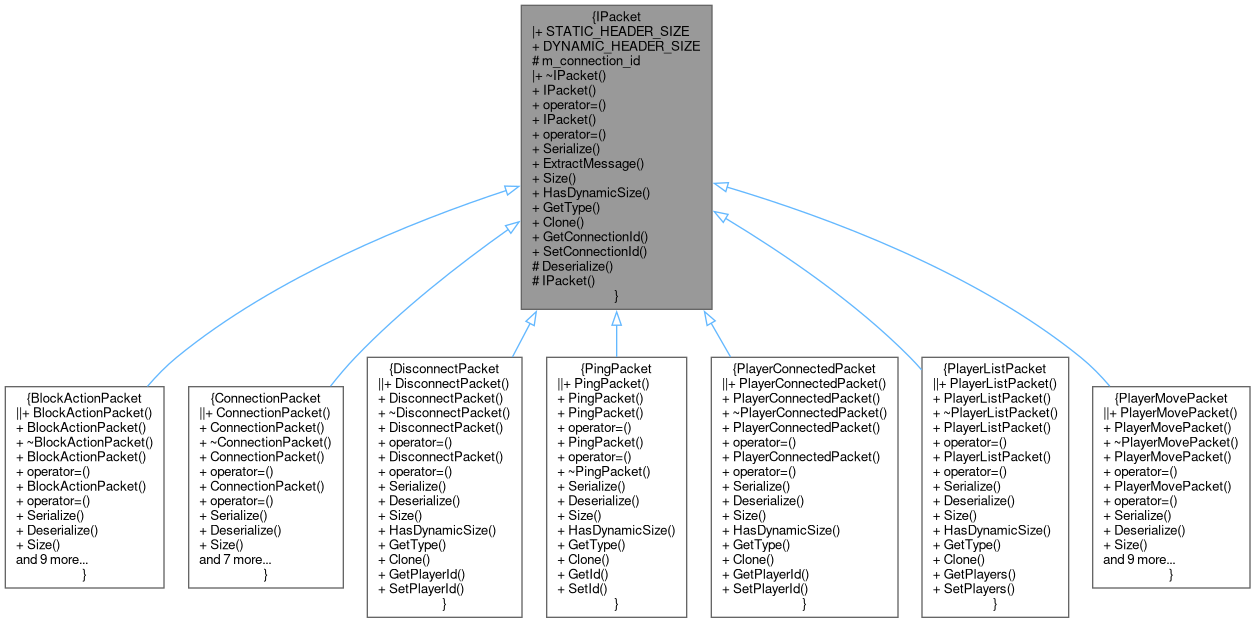 {IPacket
|+ STATIC_HEADER_SIZE
+ DYNAMIC_HEADER_SIZE
# m_connection_id
|+ ~IPacket()
+ IPacket()
+ operator=()
+ IPacket()
+ operator=()
+ Serialize()
+ ExtractMessage()
+ Size()
+ HasDynamicSize()
+ GetType()
+ Clone()
+ GetConnectionId()
+ SetConnectionId()
# Deserialize()
# IPacket()
}
{BlockActionPacket
||+ BlockActionPacket()
+ BlockActionPacket()
+ ~BlockActionPacket()
+ BlockActionPacket()
+ operator=()
+ BlockActionPacket()
+ operator=()
+ Serialize()
+ Deserialize()
+ Size()
and 9 more...
}
{ConnectionPacket
||+ ConnectionPacket()
+ ConnectionPacket()
+ ~ConnectionPacket()
+ ConnectionPacket()
+ operator=()
+ ConnectionPacket()
+ operator=()
+ Serialize()
+ Deserialize()
+ Size()
and 7 more...
}
{DisconnectPacket
||+ DisconnectPacket()
+ DisconnectPacket()
+ ~DisconnectPacket()
+ DisconnectPacket()
+ operator=()
+ DisconnectPacket()
+ operator=()
+ Serialize()
+ Deserialize()
+ Size()
+ HasDynamicSize()
+ GetType()
+ Clone()
+ GetPlayerId()
+ SetPlayerId()
}
{PingPacket
||+ PingPacket()
+ PingPacket()
+ PingPacket()
+ operator=()
+ PingPacket()
+ operator=()
+ ~PingPacket()
+ Serialize()
+ Deserialize()
+ Size()
+ HasDynamicSize()
+ GetType()
+ Clone()
+ GetId()
+ SetId()
}
{PlayerConnectedPacket
||+ PlayerConnectedPacket()
+ PlayerConnectedPacket()
+ ~PlayerConnectedPacket()
+ PlayerConnectedPacket()
+ operator=()
+ PlayerConnectedPacket()
+ operator=()
+ Serialize()
+ Deserialize()
+ Size()
+ HasDynamicSize()
+ GetType()
+ Clone()
+ GetPlayerId()
+ SetPlayerId()
}
{PlayerListPacket
||+ PlayerListPacket()
+ PlayerListPacket()
+ ~PlayerListPacket()
+ PlayerListPacket()
+ operator=()
+ PlayerListPacket()
+ operator=()
+ Serialize()
+ Deserialize()
+ Size()
+ HasDynamicSize()
+ GetType()
+ Clone()
+ GetPlayers()
+ SetPlayers()
}
{PlayerMovePacket
||+ PlayerMovePacket()
+ PlayerMovePacket()
+ ~PlayerMovePacket()
+ PlayerMovePacket()
+ operator=()
+ PlayerMovePacket()
+ operator=()
+ Serialize()
+ Deserialize()
+ Size()
and 9 more...
}